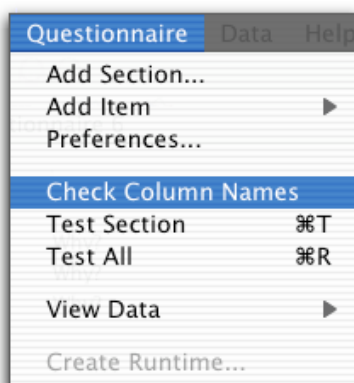 Questionnaire Data Help
Add Section...
Add Item
Preferences...
Check Column Names
Test Section ⌘T
Test All ⌘R
View Data
Create Runtime...